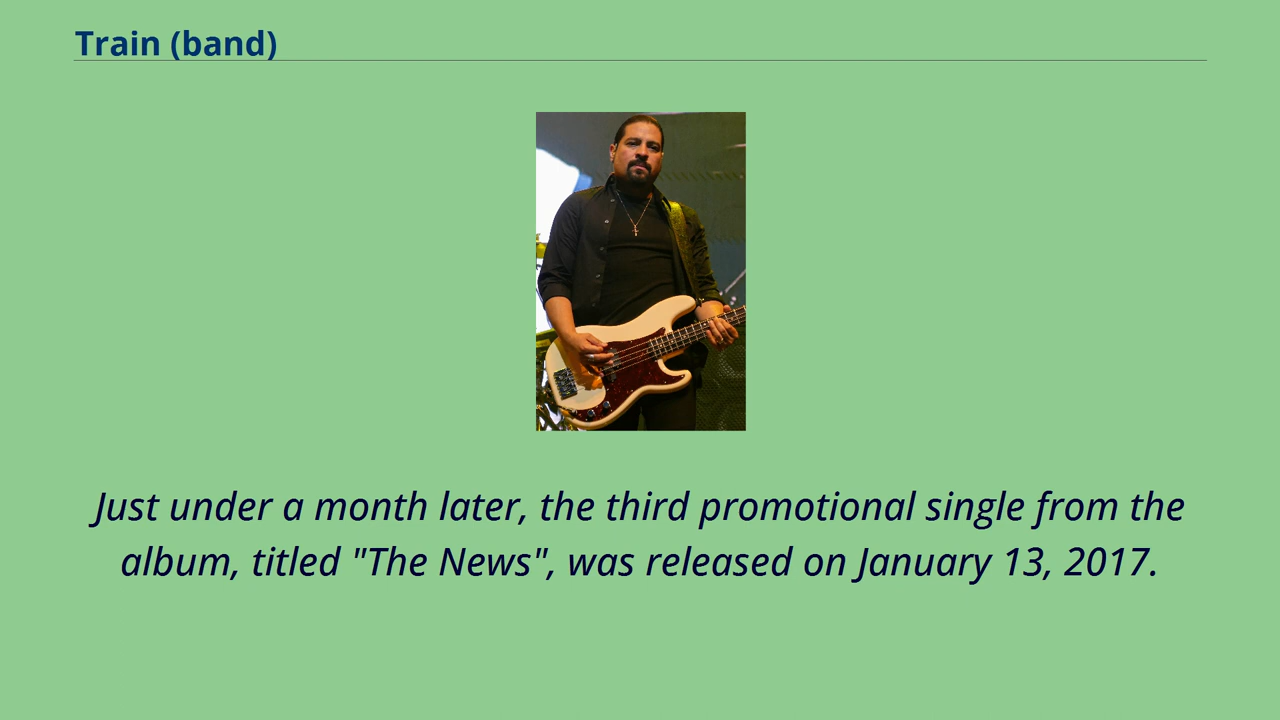 Train (band)
Just under a month later, the third promotional single from the
album, titled "The News", was released on January 13, 2017.